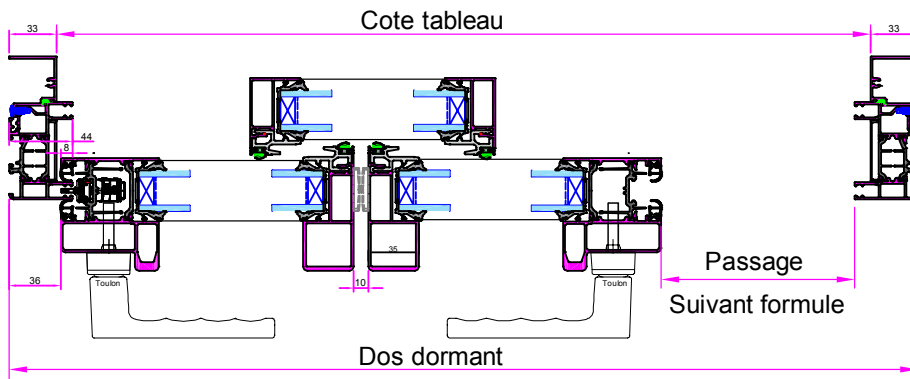 Cote tableau
33
33
44
8
35
Passage
36
Toulon
10
Toulon
Suivant formule
Dos dormant